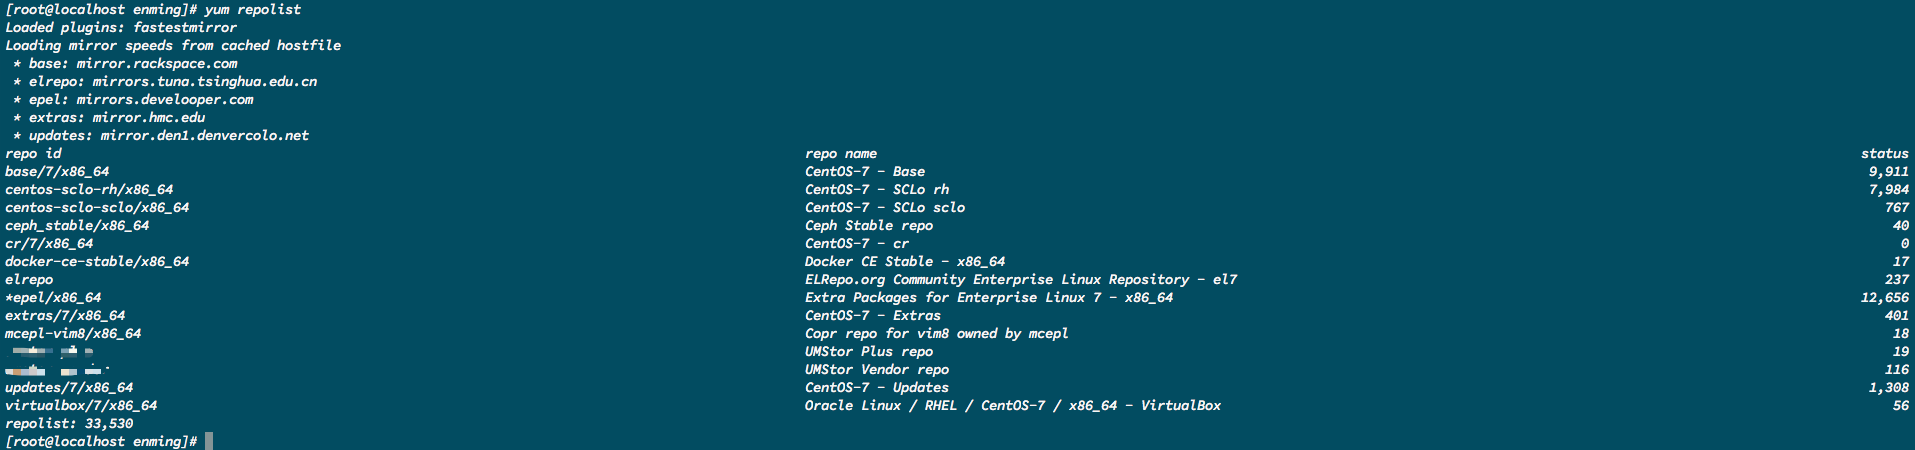 [root@localhost enming]# yum repolist
Loaded plugins: fastestmirror
Loading mirror speeds from cached hostfile
 * base: mirror.rackspace.com
 * elrepo: mirrors.tuna.tsinghua.edu.cn
 * epel: mirrors.develooper.com
 * extras: mirror.hmc.edu
 * updates: mirror.den1.denvercolo.net
repo id repo name status
base/7/x86_64 CentOS-7 - Base 9,911
centos-sclo-rh/x86_64 CentOS-7 - SCLo rh 7,984
centos-sclo-sclo/x86_64 CentOS-7 - SCLo sclo 767
ceph_stable/x86_64 Ceph Stable repo 40
cr/7/x86_64 CentOS-7 - cr 0
docker-ce-stable/x86_64 Docker CE Stable - x86_64 17
elrepo ELRepo.org Community Enterprise Linux Repository - el7 237
*epel/x86_64 Extra Packages for Enterprise Linux 7 - x86_64 12,656
extras/7/x86_64 CentOS-7 - Extras 401
mcepl-vim8/x86_64 Copr repo for vim8 owned by mcepl 18
UMStor Plus repo 19
UMStor Vendor repo 116
updates/7/x86_64 CentOS-7 - Updates 1,308
virtualbox/7/x86_64 Oracle Linux / RHEL / CentOS-7 / x86_64 - VirtualBox 56
repolist: 33,530
[root@localhost enming]#